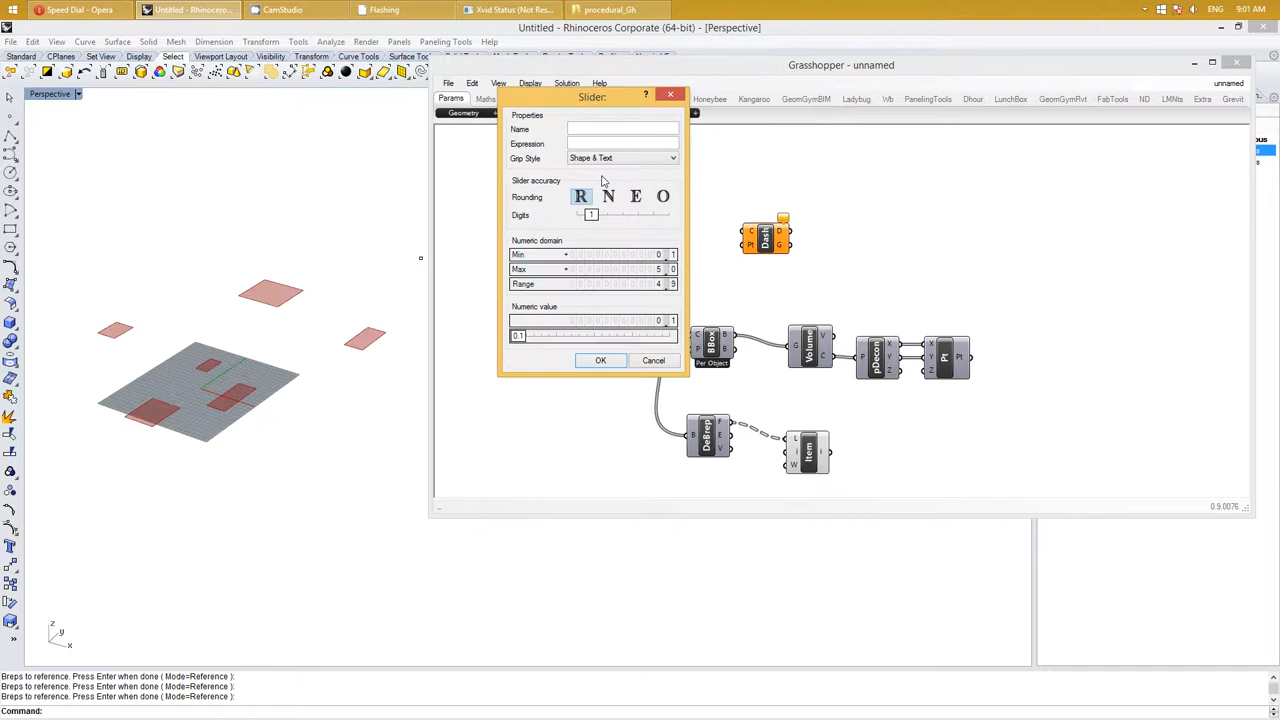 Speed Dial - Opera
Untitled - Rhinoceros...
CamStudio
Flashing
Xvid Status (Not Res...
procedural_Gh
ENG
9:01 AM
Untitled - Rhinoceros Corporate (64-bit) - [Perspective]
File Edit View Curve Surface Solid Mesh Dimension Transform Tools Analyze Render Panels Paneling Tools Help
Standard CPlanes Set View Display Select Viewport Layout Visibility Transform Curve Tools Surface Too
Grasshopper - unnamed
File Edit View Display Solution Help
unnamed
Params Maths
Honeybee Kangaroo GeomGymBIM Ladybug Wb PanelingTools Dhour LunchBox GeomGymRvt FabTools ND LMNts Extra Grevit
Geometry
Perspective
Slider:
?
Properties
Name
Expression
Grip Style
Shape & Text
Slider accuracy
Rounding
R N E O
Digits
1
Numeric domain
Min + 0 1
Max + 5 0
Range 4 9
Numeric value
0 1
0.1
OK
Cancel
C
Pt
Dash
D
G
C
P
BBox
B
B
Per Object
G
Volume
V
C
P
pDecon
X
Y
Z
X
Y
Z
Pt
Pt
B
DeBrep
F
E
V
L
i
W
Item
i
0.9.0076
z
y
x
Breps to reference. Press Enter when done ( Mode=Reference ):
Breps to reference. Press Enter when done ( Mode=Reference ):
Breps to reference. Press Enter when done ( Mode=Reference ):
Command: